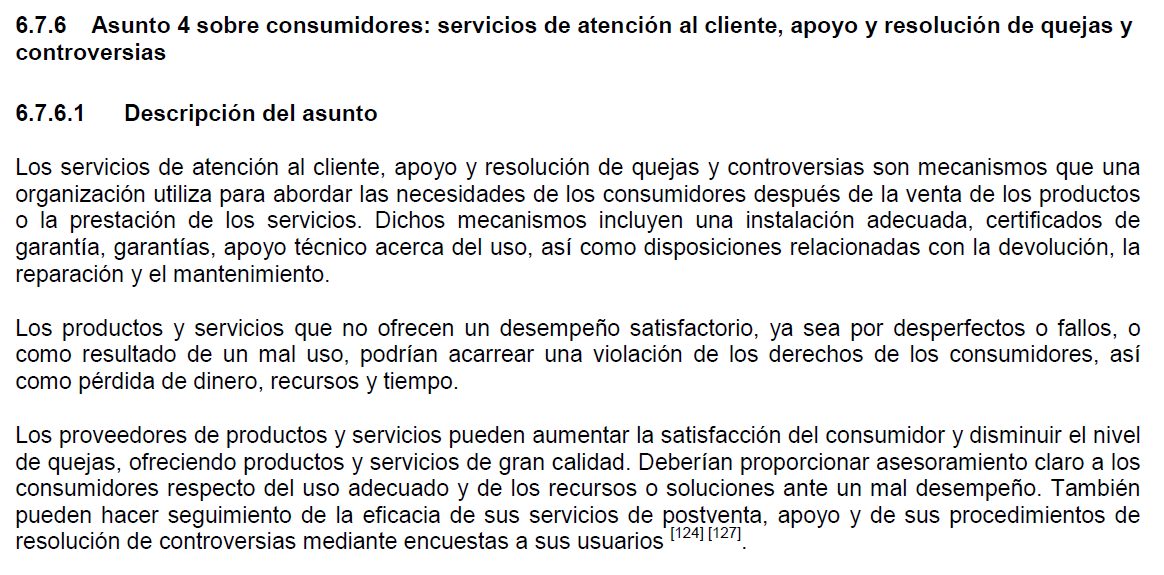 6.7.6 Asunto 4 sobre consumidores: servicios de atención al cliente, apoyo y resolución de quejas y
controversias
6.7.6.1 Descripción del asunto
Los servicios de atención al cliente, apoyo y resolución de quejas y controversias son mecanismos que una
organización utiliza para abordar las necesidades de los consumidores después de la venta de los productos
o la prestación de los servicios. Dichos mecanismos incluyen una instalación adecuada, certificados de
garantía, garantías, apoyo técnico acerca del uso, así como disposiciones relacionadas con la devolución, la
reparación y el mantenimiento.
Los productos y servicios que no ofrecen un desempeño satisfactorio, ya sea por desperfectos o fallos, o
como resultado de un mal uso, podrían acarrear una violación de los derechos de los consumidores, así
como pérdida de dinero, recursos y tiempo.
Los proveedores de productos y servicios pueden aumentar la satisfacción del consumidor y disminuir el nivel
de quejas, ofreciendo productos y servicios de gran calidad. Deberían proporcionar asesoramiento claro a los
consumidores respecto del uso adecuado y de los recursos o soluciones ante un mal desempeño. También
pueden hacer seguimiento de la eficacia de sus servicios de postventa, apoyo y de sus procedimientos de
resolución de controversias mediante encuestas a sus usuarios [124] [127].